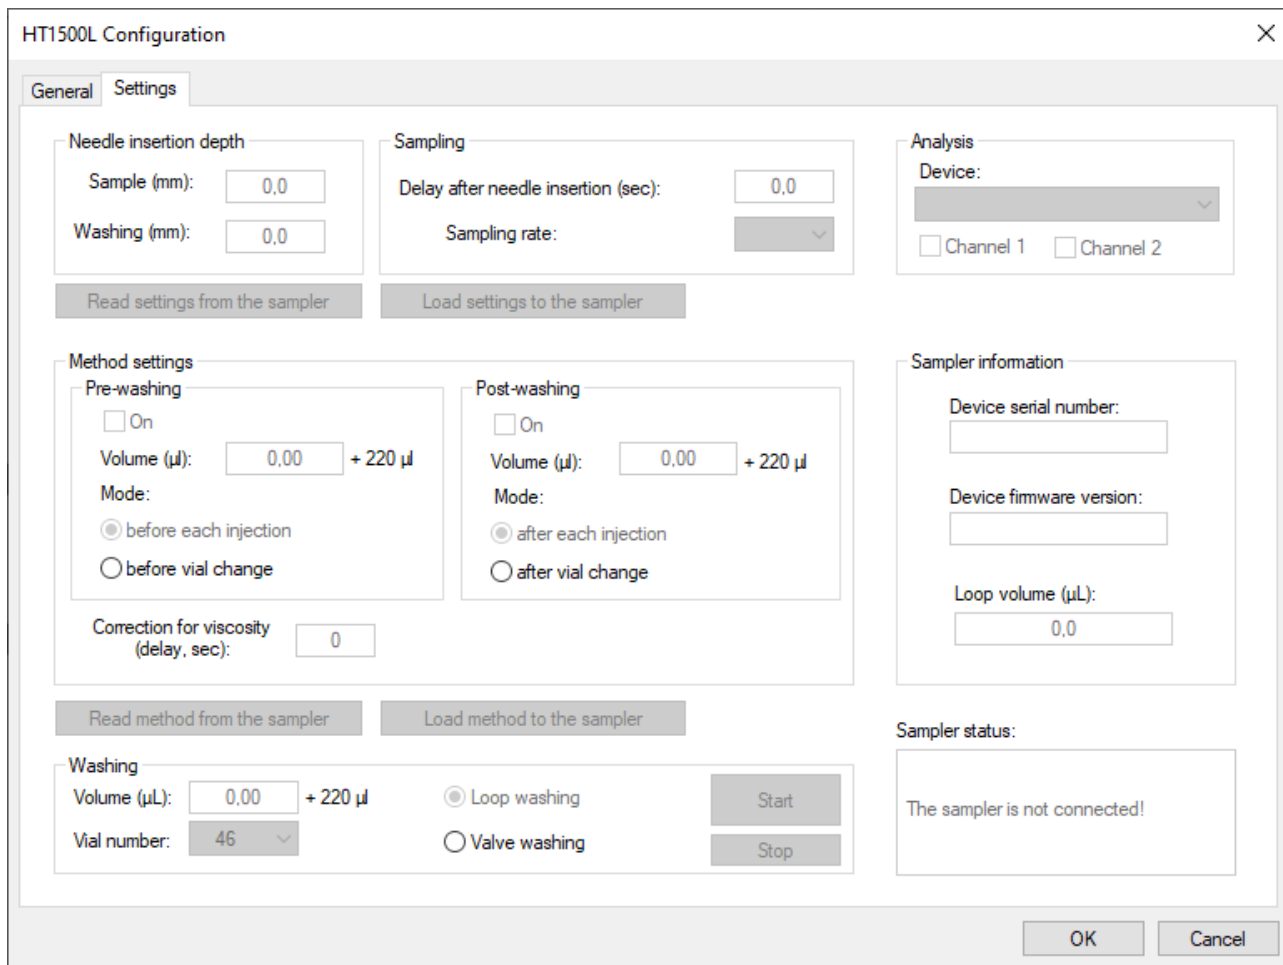 HT1500L Configuration
General
Settings
Needle insertion depth
Sample (mm):
0,0
Washing (mm):
0,0
Sampling
Delay after needle insertion (sec):
0,0
Sampling rate:
Analysis
Device:
Channel 1
Channel 2
Read settings from the sampler
Load settings to the sampler
Method settings
Pre-washing
On
Volume (µl):
0,00
+ 220 µl
Mode:
before each injection
before vial change
Post-washing
On
Volume (µl):
0,00
+ 220 µl
Mode:
after each injection
after vial change
Correction for viscosity
(delay, sec):
0
Sampler information
Device serial number:
Device firmware version:
Loop volume (µL):
0,0
Read method from the sampler
Load method to the sampler
Washing
Volume (µL):
0,00
+ 220 µl
Vial number:
46
Loop washing
Valve washing
Start
Stop
Sampler status:
The sampler is not connected!
OK
Cancel